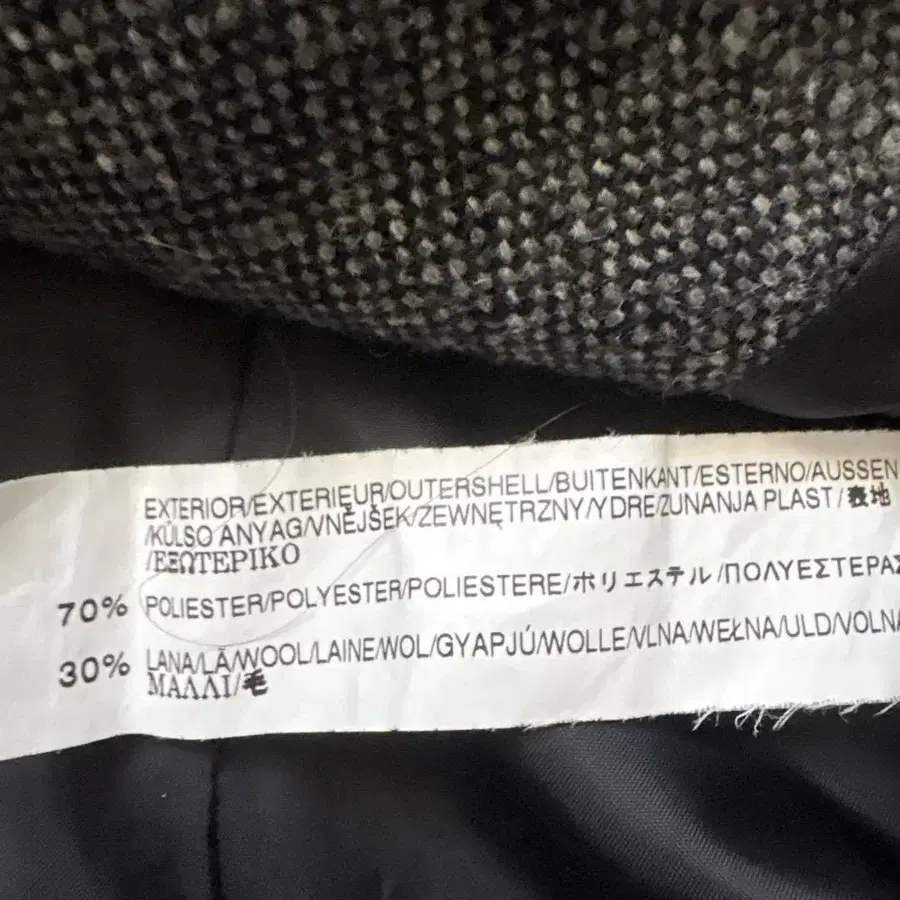 EXTERIOR/EXTERIEUR/OUTERSHELL/BUITENKANT/ESTERNO/AUSSEN
/KÜLSO ANYAG/VNĚJŠEK/ZEWNĘTRZNY/YDRE/ZUNANJA PLAST/表地
/ΕΞΩΤΕΡΙΚΟ
70% POLIESTER/POLYESTER/POLIESTERE/ホリエステル/ΠΟΛΥΕΣΤΕΡΑΣ
30% LANA/LÃ/WOOL/LAINE/WOL/GYAPJÚ/WOLLE/VLNA/WEŁNA/ULD/VOLNA
ΜΑΛΛΙ/毛